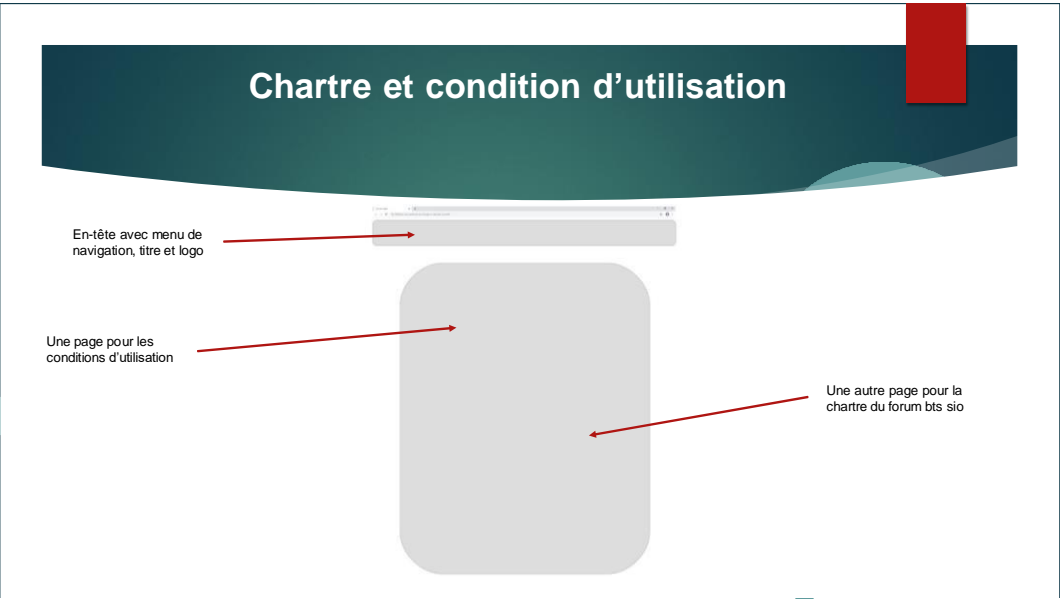 Chartre et condition d’utilisation
En-tête avec menu de
navigation, titre et logo
Une page pour les
conditions d’utilisation
Une autre page pour la
chartre du forum bts sio